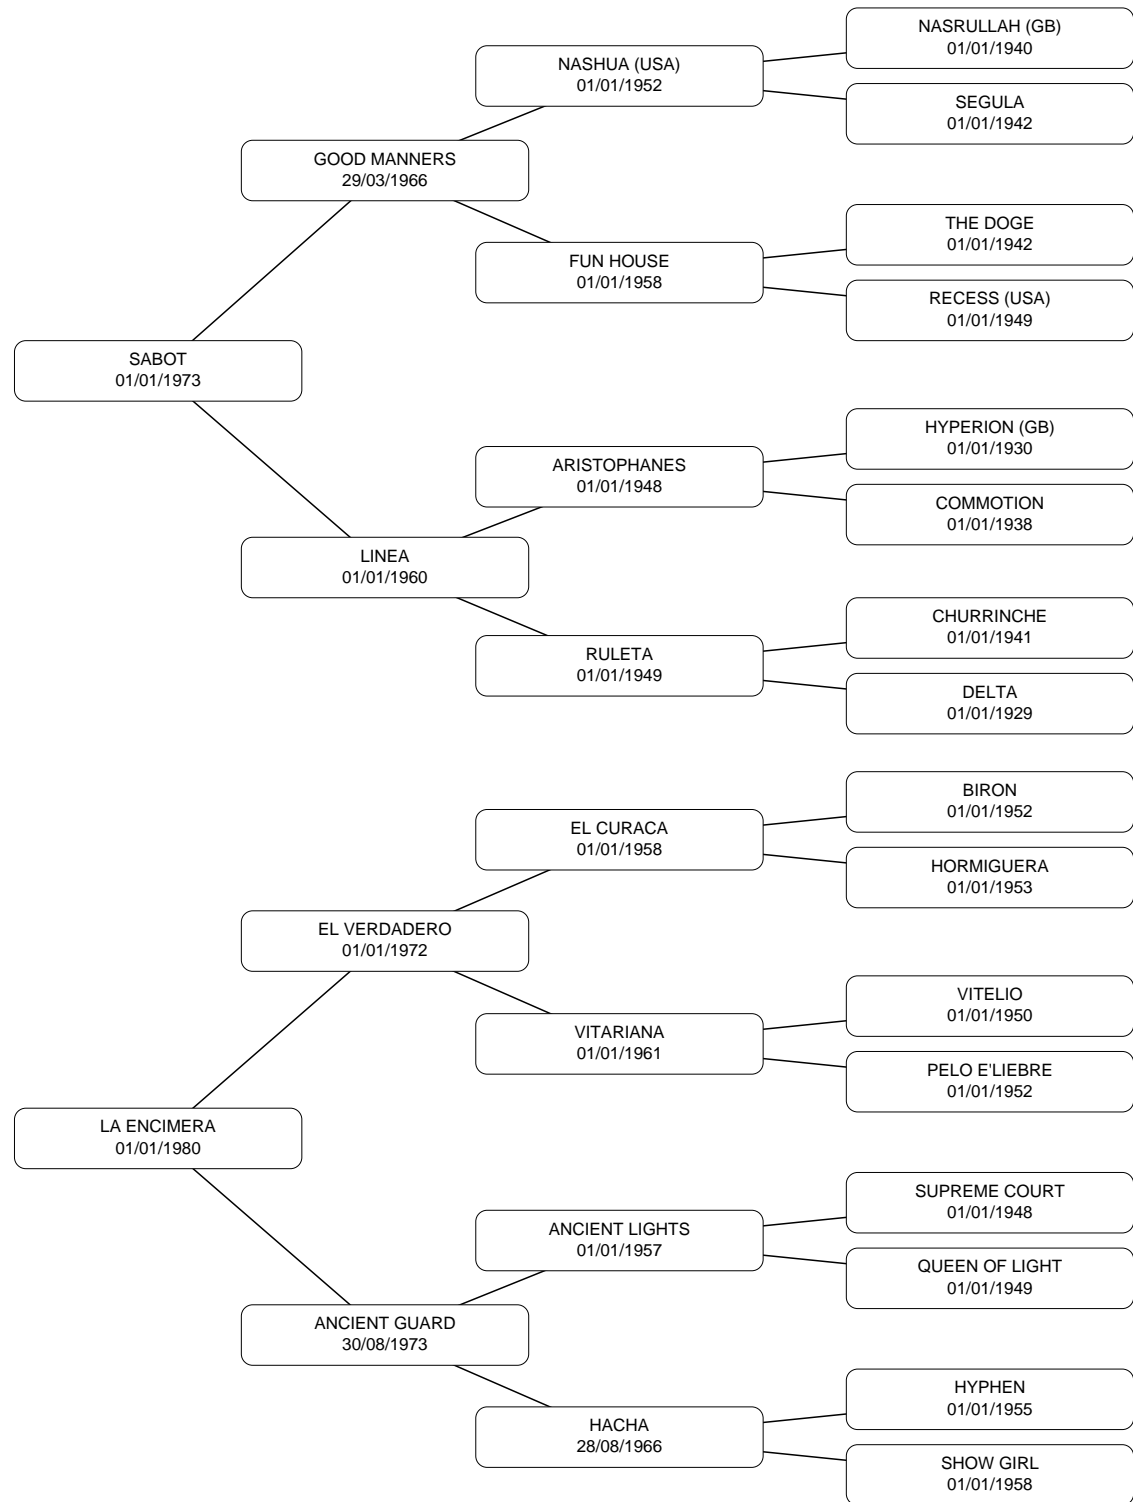 NASRULLAH (GB)
01/01/1940
NASHUA (USA)
01/01/1952
SEGULA
01/01/1942
GOOD MANNERS
29/03/1966
THE DOGE
01/01/1942
FUN HOUSE
01/01/1958
RECESS (USA)
01/01/1949
SABOT
01/01/1973
HYPERION (GB)
01/01/1930
ARISTOPHANES
01/01/1948
COMMOTION
01/01/1938
LINEA
01/01/1960
CHURRINCHE
01/01/1941
RULETA
01/01/1949
DELTA
01/01/1929
BIRON
01/01/1952
EL CURACA
01/01/1958
HORMIGUERA
01/01/1953
EL VERDADERO
01/01/1972
VITELIO
01/01/1950
VITARIANA
01/01/1961
PELO E'LIEBRE
01/01/1952
LA ENCIMERA
01/01/1980
SUPREME COURT
01/01/1948
ANCIENT LIGHTS
01/01/1957
QUEEN OF LIGHT
01/01/1949
ANCIENT GUARD
30/08/1973
HYPHEN
01/01/1955
HACHA
28/08/1966
SHOW GIRL
01/01/1958